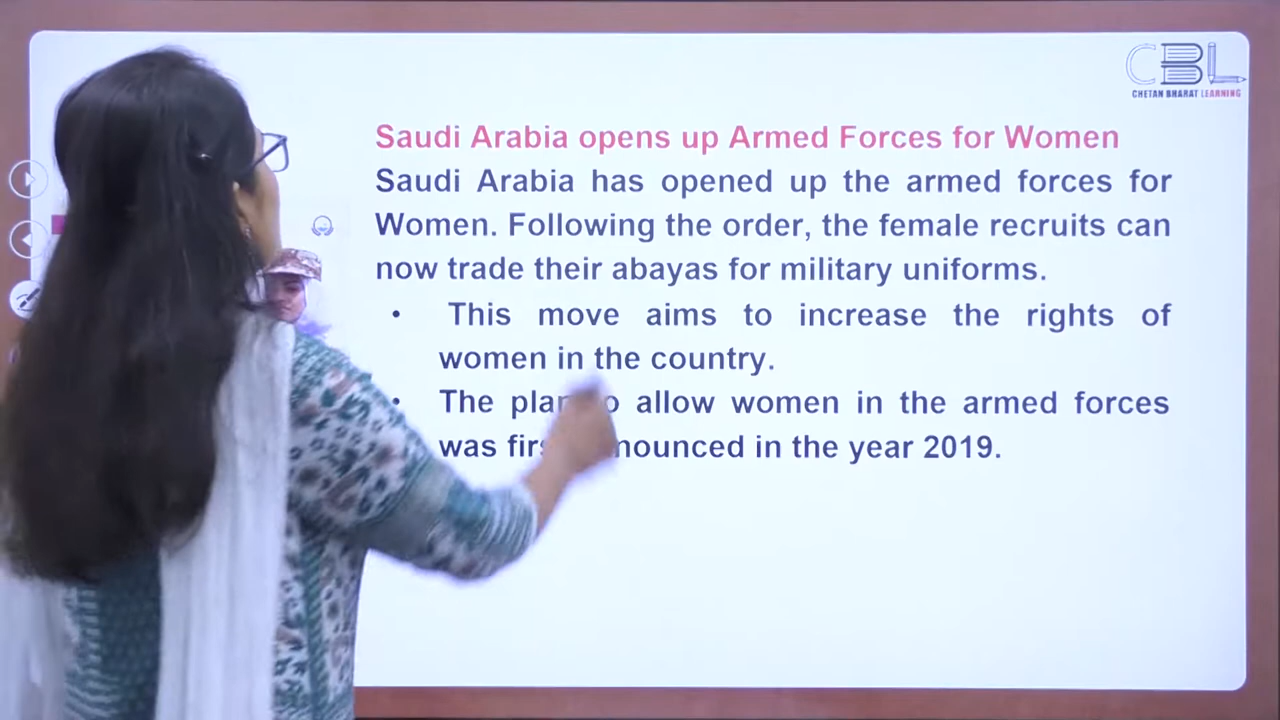 CBL
CHETAN BHARAT LEARNING
Saudi Arabia opens up Armed Forces for Women
Saudi Arabia has opened up the armed forces for
Women. Following the order, the female recruits can
now trade their abayas for military uniforms.
• This move aims to increase the rights of
women in the country.
• The plan to allow women in the armed forces
was first announced in the year 2019.